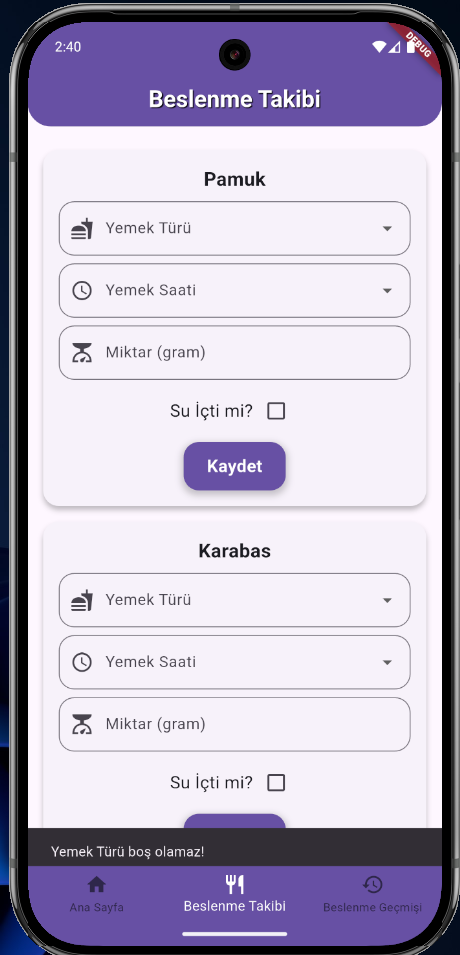 2:40
DEBUG
Beslenme Takibi
Pamuk
Yemek Türü
Yemek Saati
Miktar (gram)
Su İçti mi?
Kaydet
Karabas
Yemek Türü
Yemek Saati
Miktar (gram)
Su İçti mi?
Yemek Türü boş olamaz!
Ana Sayfa
Beslenme Takibi
Beslenme Geçmişi